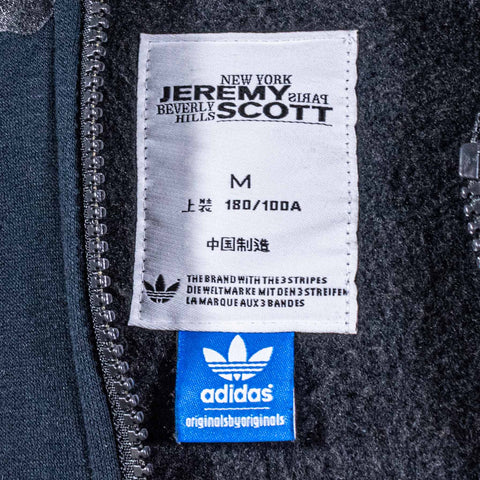 NEW YORK
JEREMY PARIS
BEVERLY HILLS SCOTT
M
上装 180/100A
中国制造
THE BRAND WITH THE 3 STRIPES
DIE WELTMARKE MIT DEN 3 STREIFEN
LA MARQUE AUX 3 BANDES
adidas
originalsbyoriginals